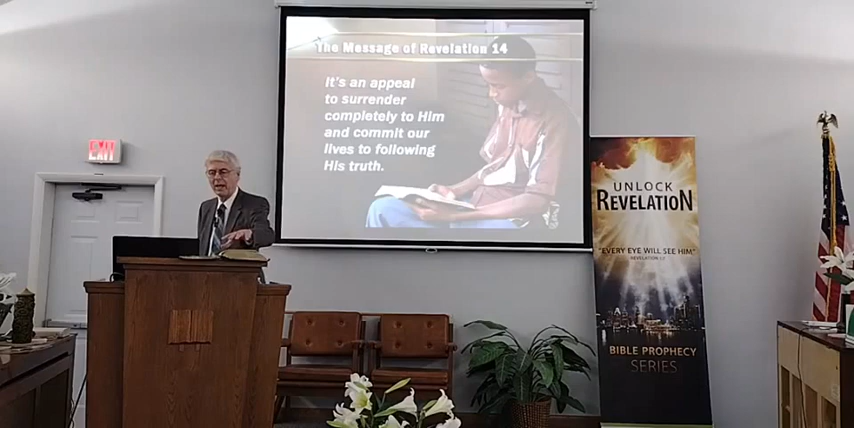 EXIT
The Message of Revelation 14
It's an appeal
to surrender
completely to Him
and commit our
lives to following
His truth.
UNLOCK
REVELATION
"EVERY EYE WILL SEE HIM"
BIBLE PROPHECY
SERIES